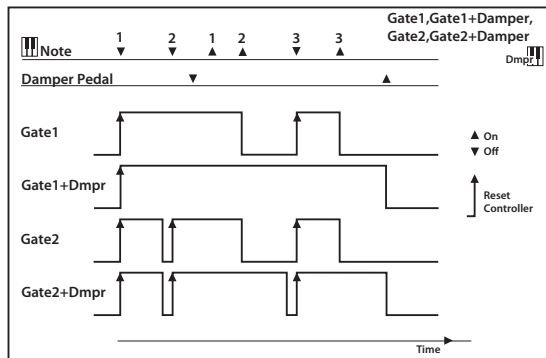 Gate1,Gate1+Damper,
Gate2,Gate2+Damper
1 2 1 2 3 3
Note
Dmpr
Damper Pedal
Gate1
On
Off
Gate1+Dmpr
Reset
Controller
Gate2
Gate2+Dmpr
Time